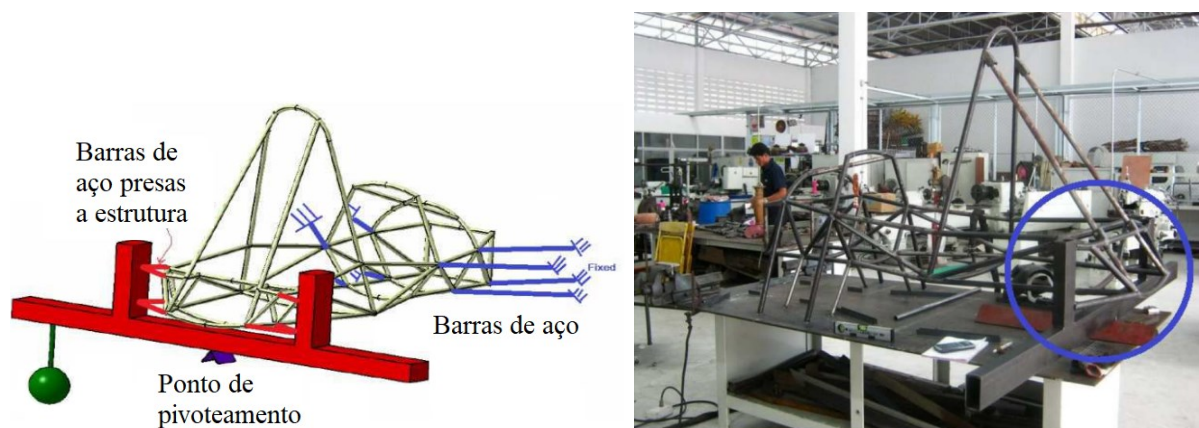 Barras de
aço presas
a estrutura
Fixed
Barras de aço
Ponto de
pivoteamento